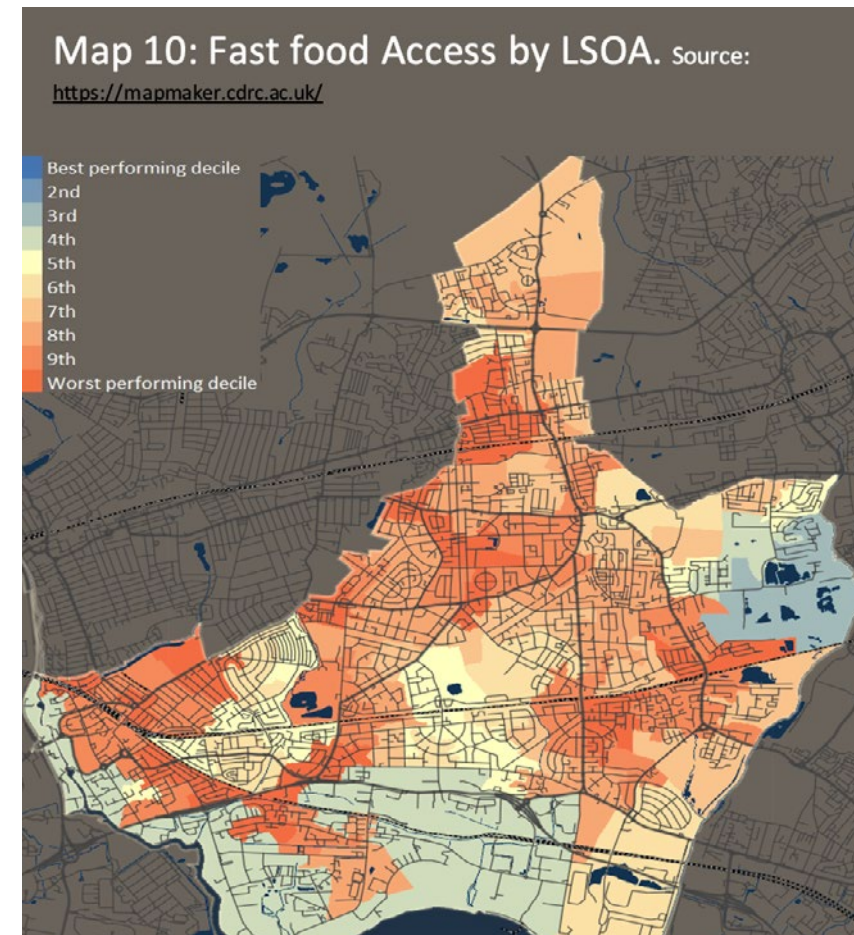 Map 10: Fast food Access by LSOA. Source:
https://mapmaker.cdrc.ac.uk/
Best performing decile
2nd
3rd
4th
5th
6th
7th
8th
9th
Worst performing decile